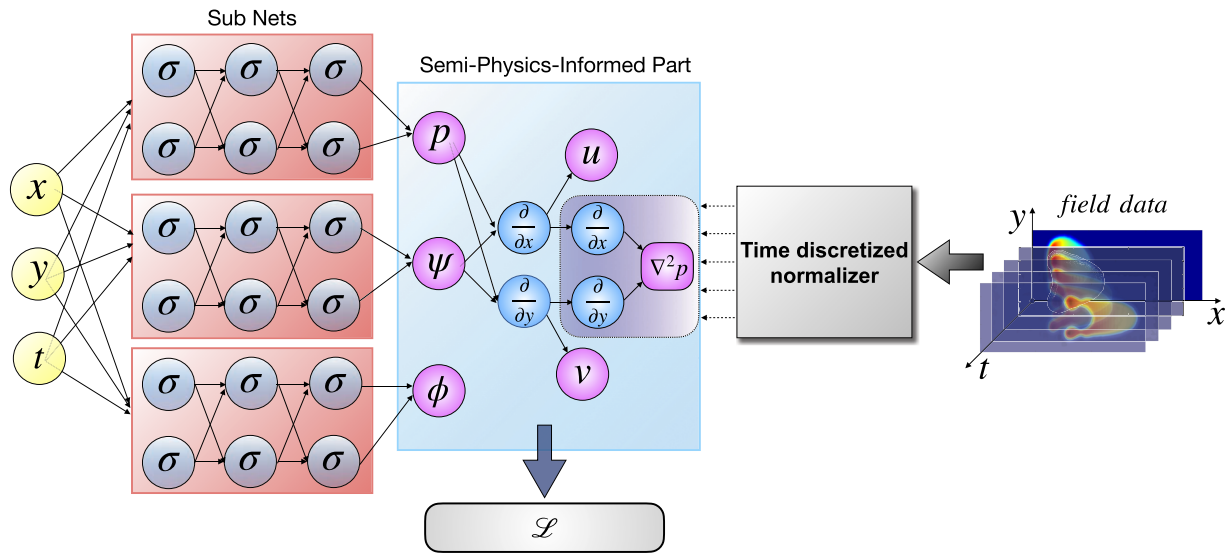 Sub Nets
σ σ σ
σ σ σ
Semi-Physics-Informed Part
p
u
x
σ σ σ
σ σ σ
∂/∂x
∂/∂x
y
ψ
∇²p
∂/∂y
∂/∂y
Time discretized
normalizer
field data
y
x
t
t
v
σ σ σ
σ σ σ
ϕ
ℒ